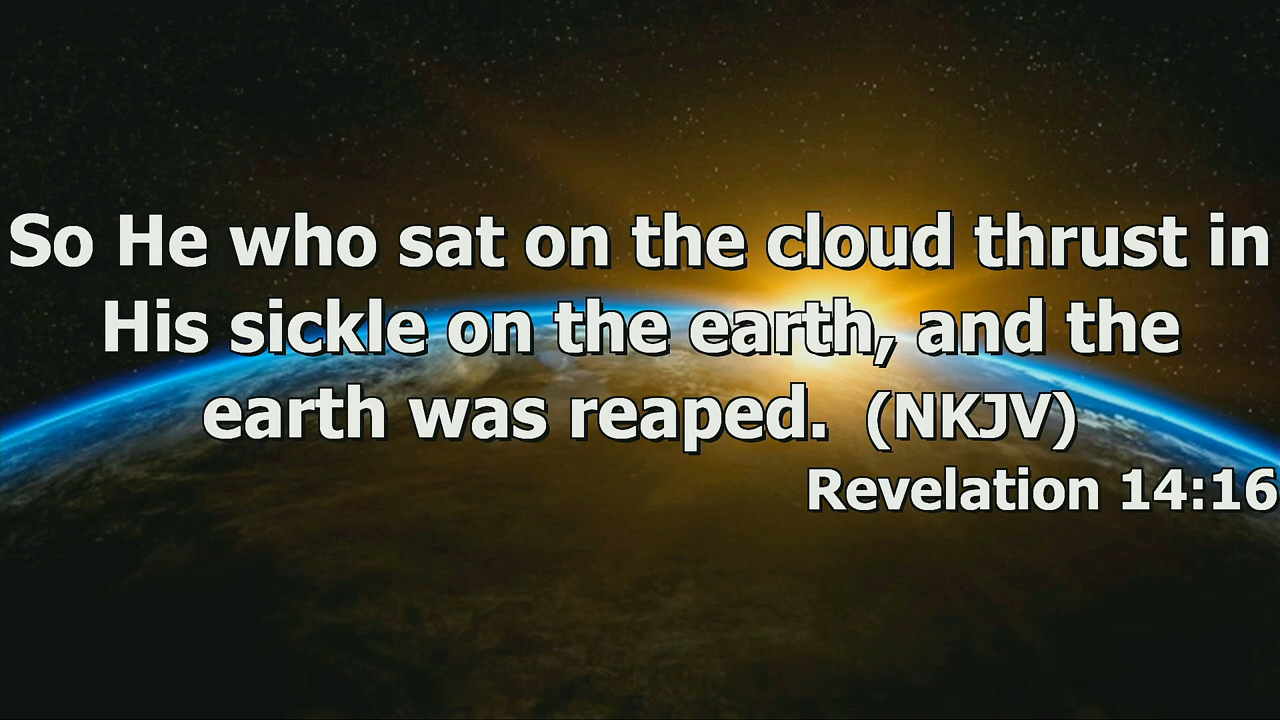 So He who sat on the cloud thrust in
His sickle on the earth, and the
earth was reaped. (NKJV)
Revelation 14:16